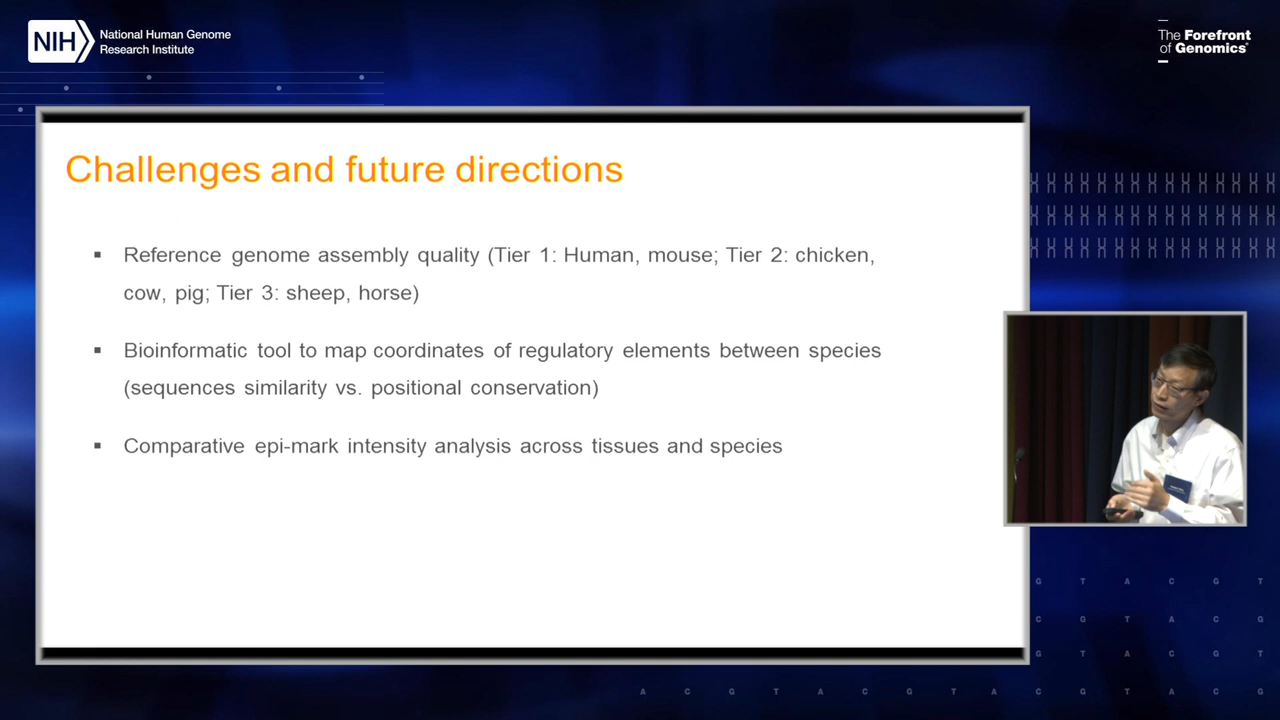 NIH
National Human Genome
Research Institute
The Forefront
of Genomics®
Challenges and future directions
▪ Reference genome assembly quality (Tier 1: Human, mouse; Tier 2: chicken,
cow, pig; Tier 3: sheep, horse)
▪ Bioinformatic tool to map coordinates of regulatory elements between species
(sequences similarity vs. positional conservation)
▪ Comparative epi-mark intensity analysis across tissues and species
G T A C G T
C G T A C G
G T A C G T
A C G T A C G T A C G T A C G